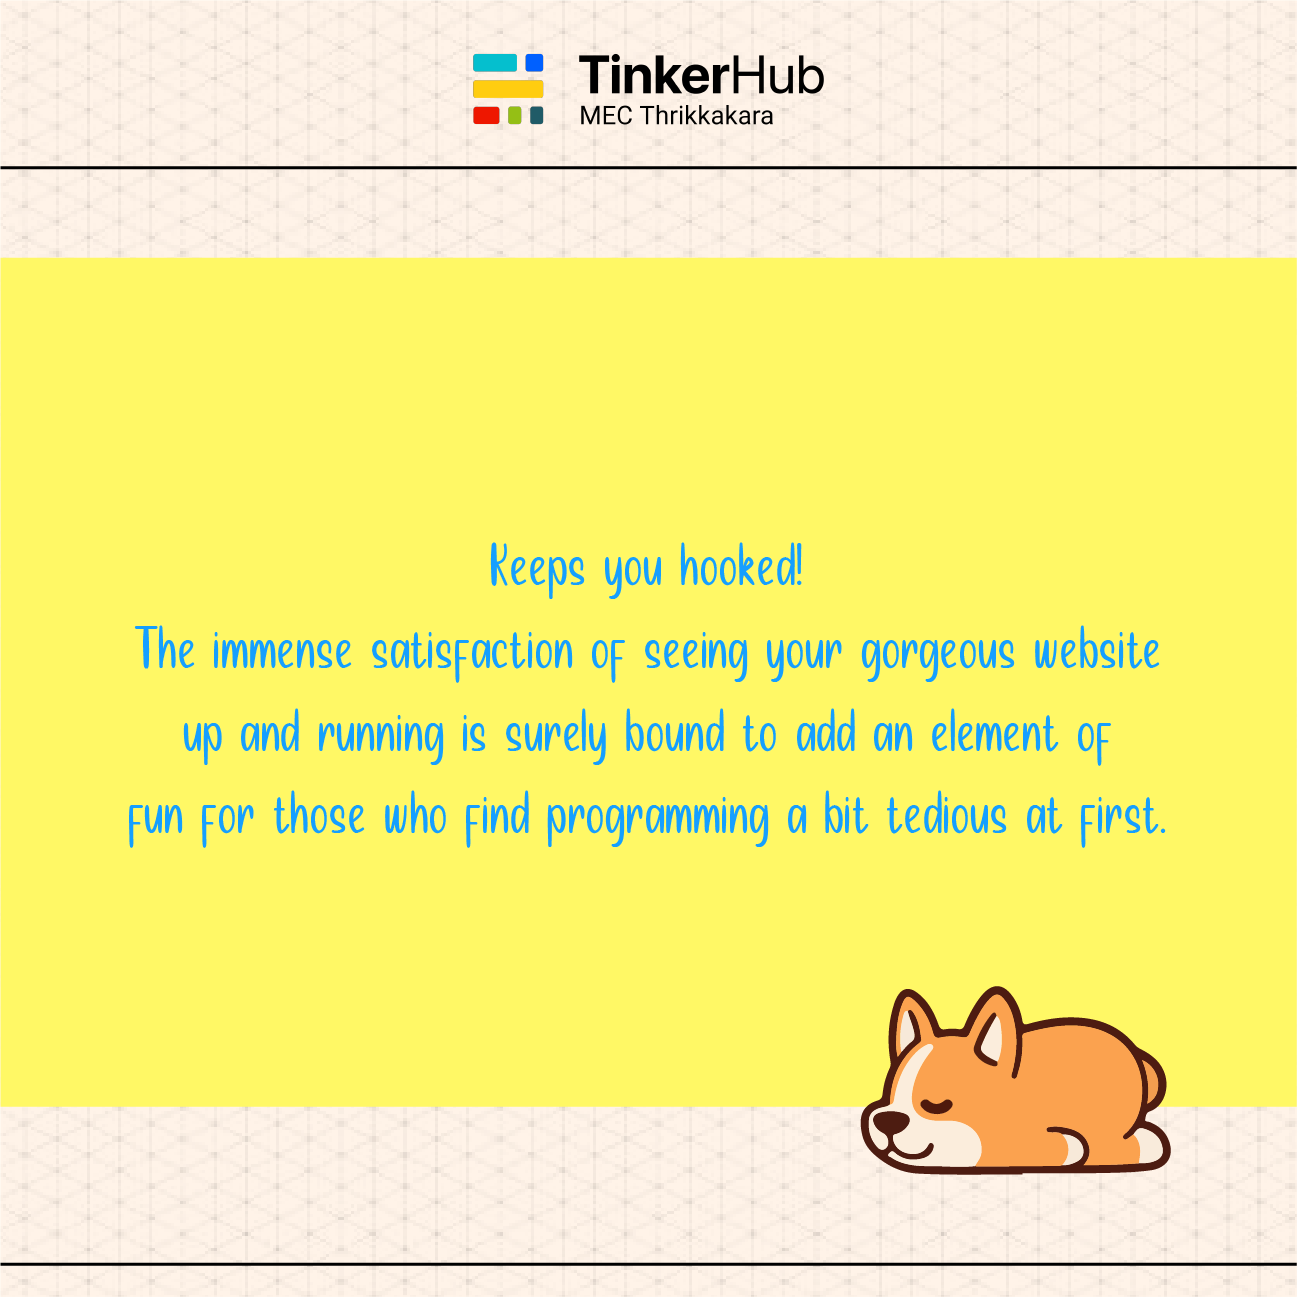 TinkerHub
MEC Thrikkakara
Keeps you hooked!
The immense satisfaction of seeing your gorgeous website
up and running is surely bound to add an element of
fun for those who find programming a bit tedious at first.